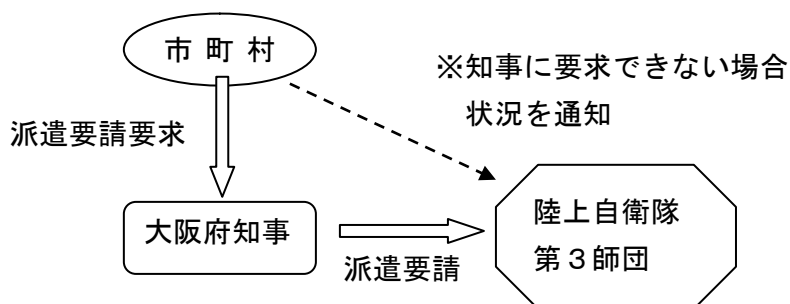 市 町 村
※知事に要求できない場合
状況を通知
派遣要請要求
大阪府知事
陸上自衛隊
第３師団
派遣要請